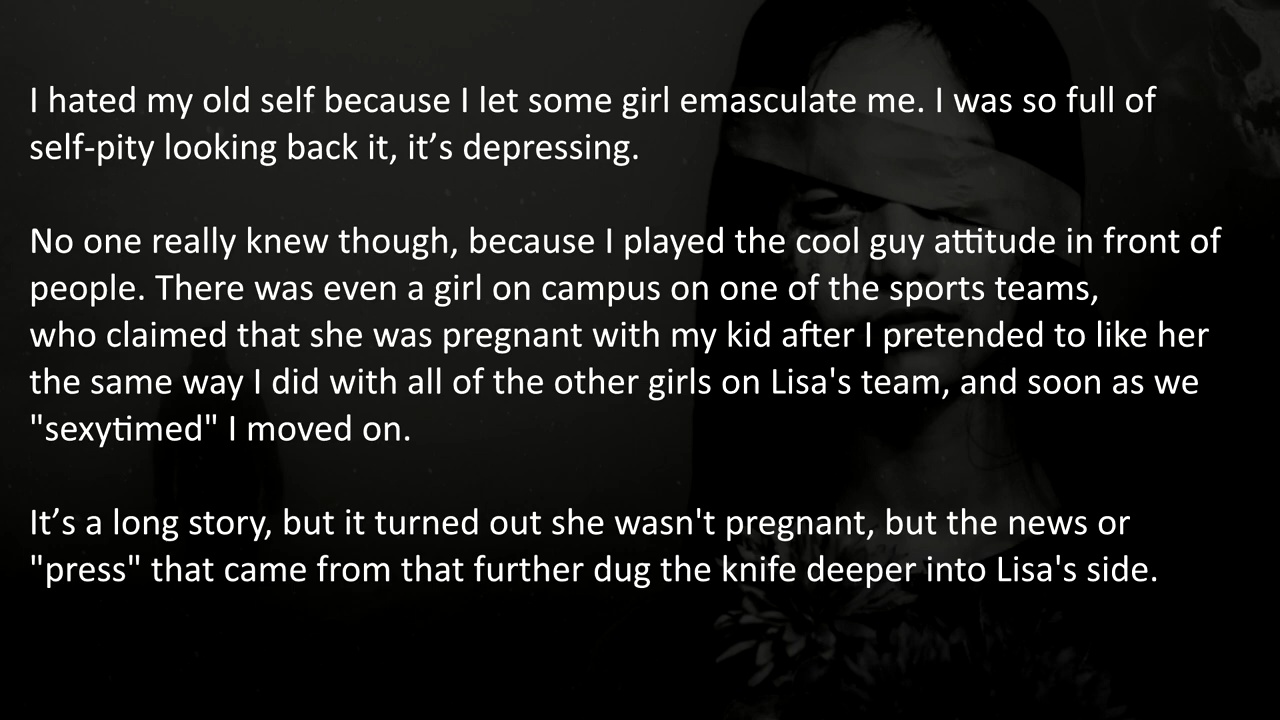 I hated my old self because I let some girl emasculate me. I was so full of
self-pity looking back it, it’s depressing.
No one really knew though, because I played the cool guy attitude in front of
people. There was even a girl on campus on one of the sports teams,
who claimed that she was pregnant with my kid after I pretended to like her
the same way I did with all of the other girls on Lisa's team, and soon as we
"sexytimed" I moved on.
It’s a long story, but it turned out she wasn't pregnant, but the news or
"press" that came from that further dug the knife deeper into Lisa's side.